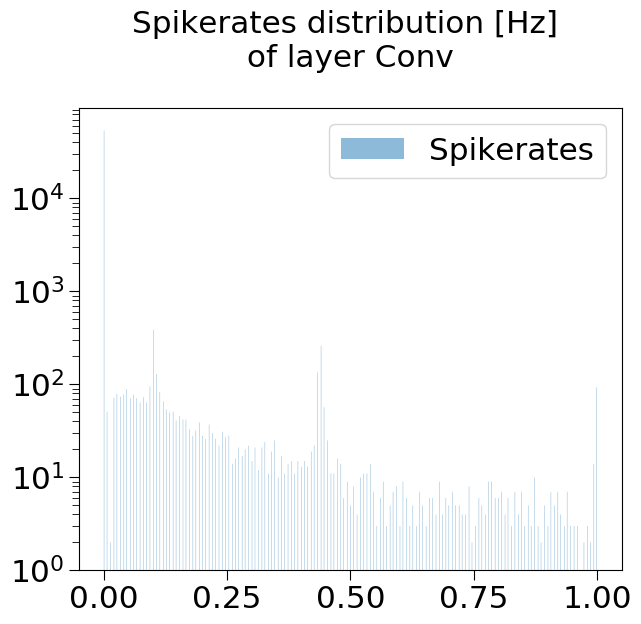 Spikerates distribution [Hz]
of layer Conv
Spikerates
10^4
10^3
10^2
10^1
10^0
0.00 0.25 0.50 0.75 1.00